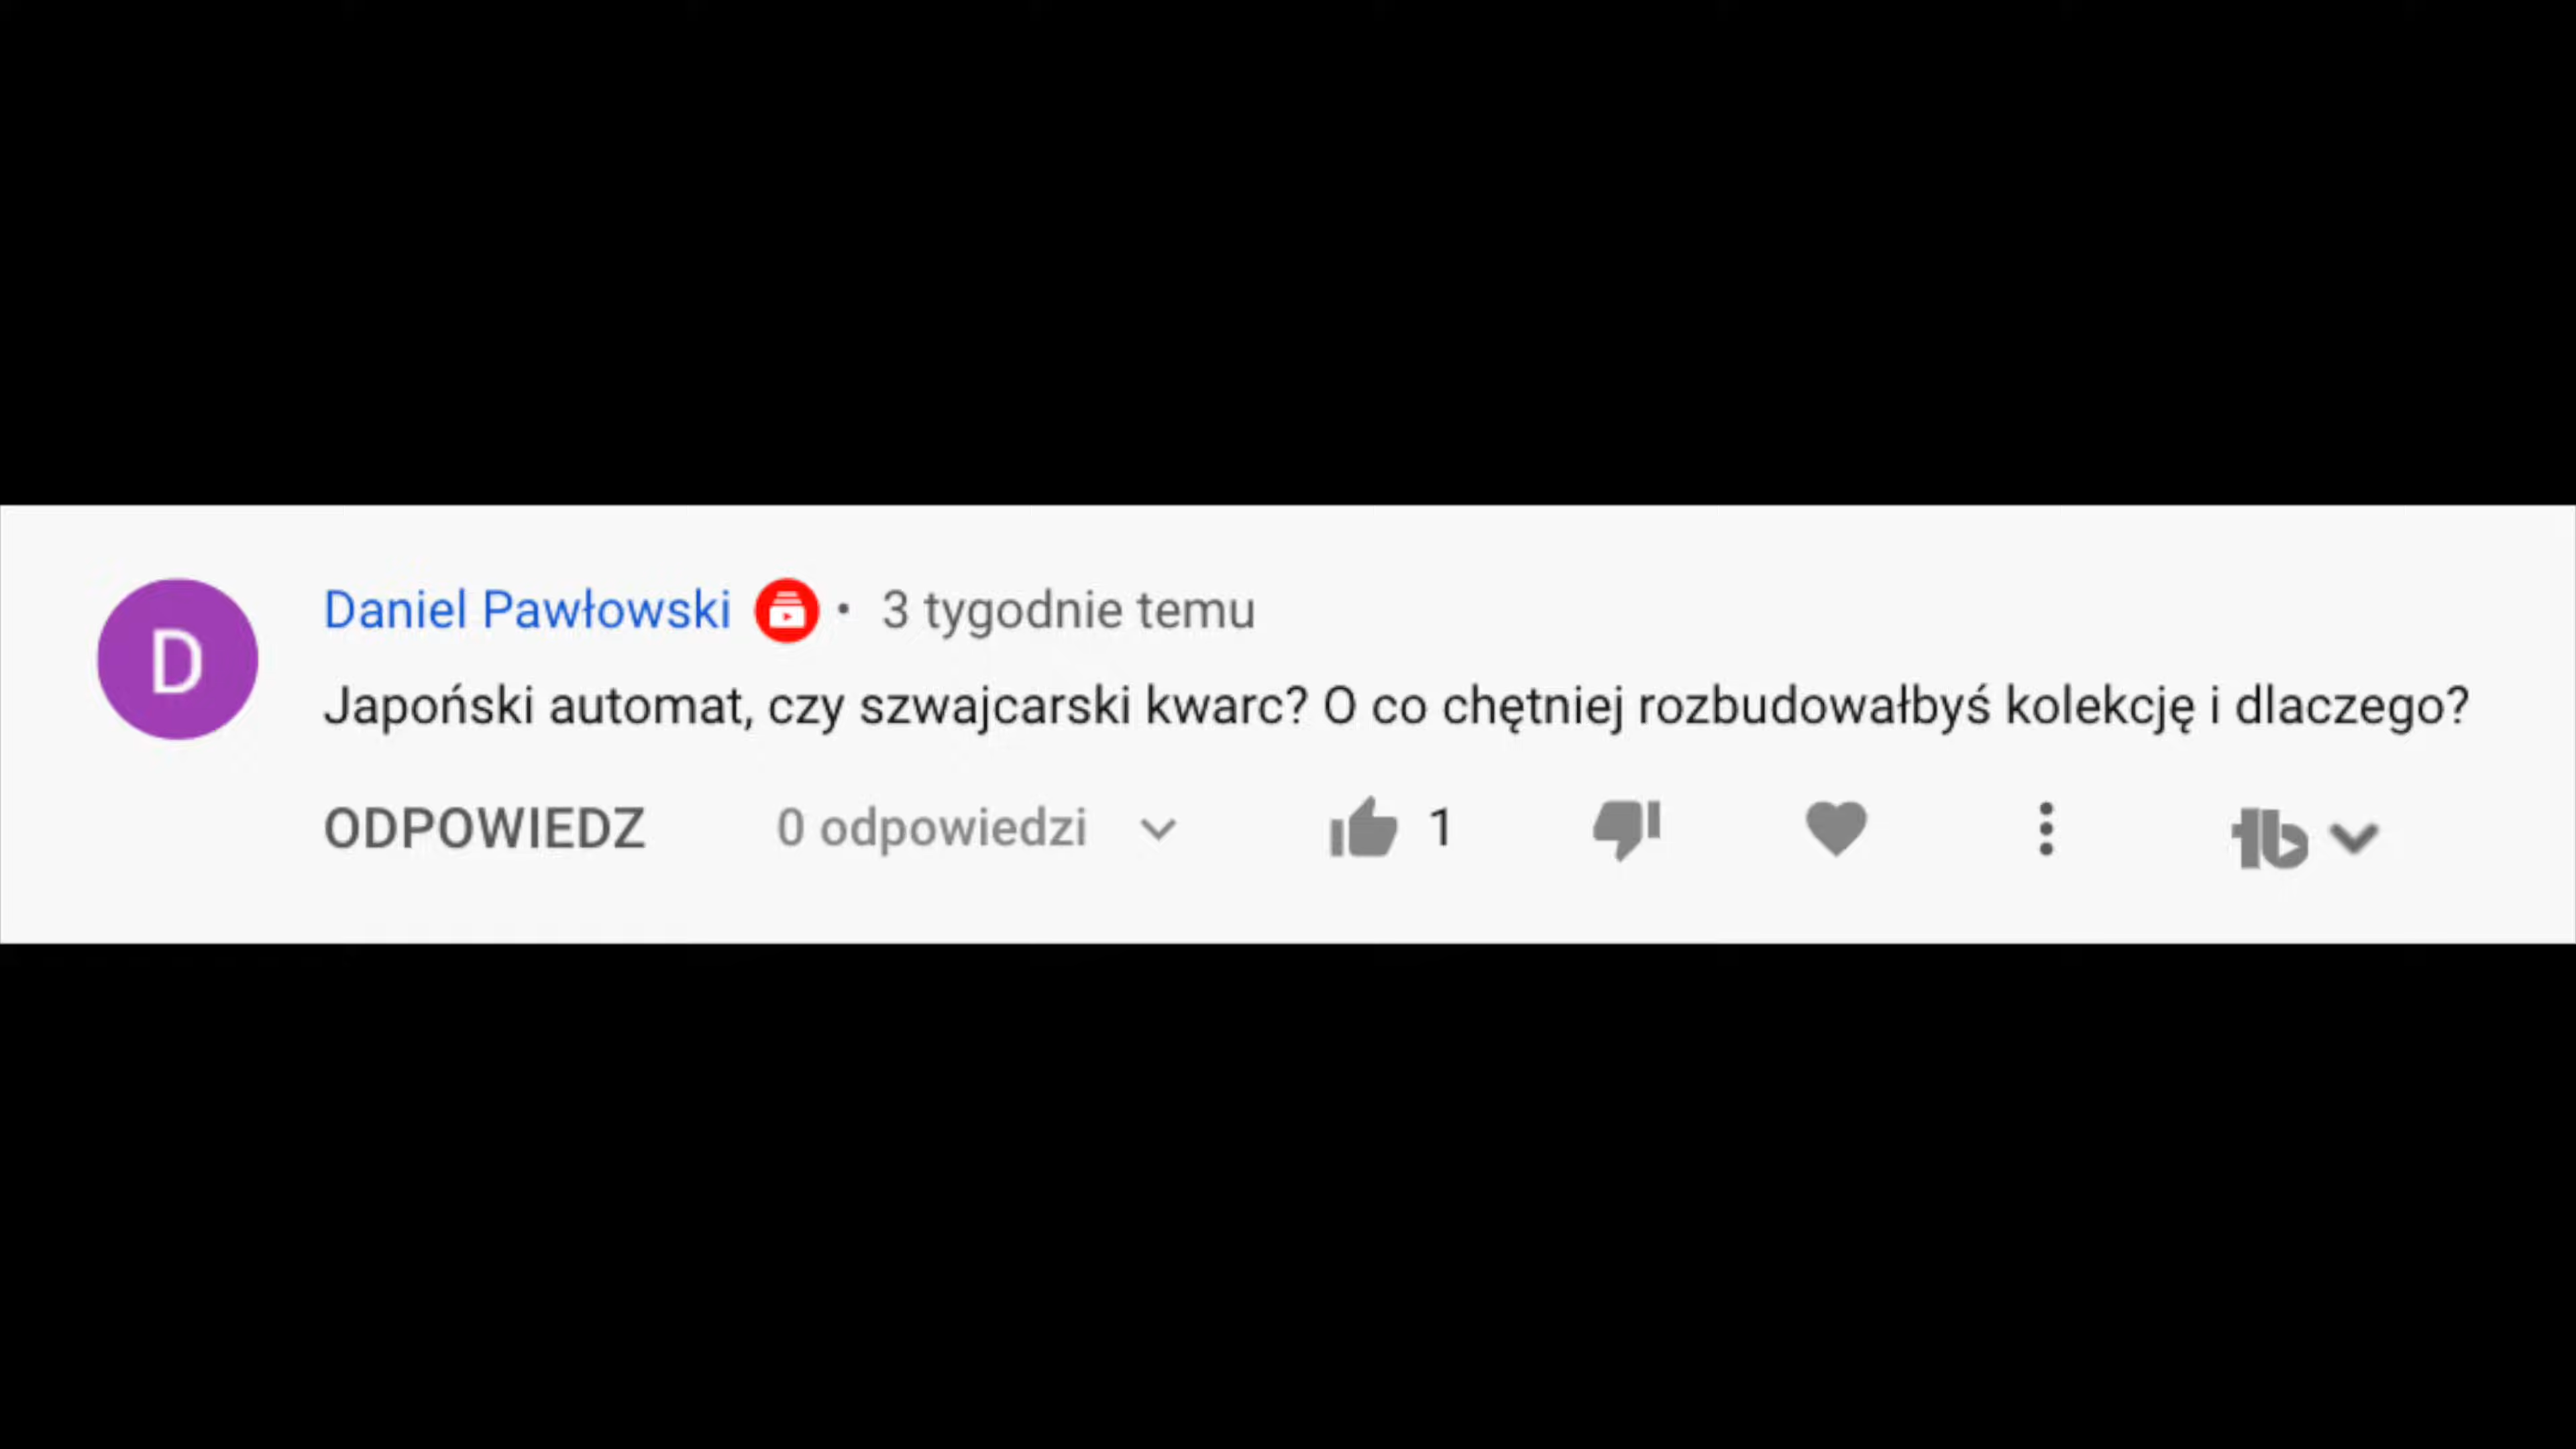 D
Daniel Pawłowski • 3 tygodnie temu
Japoński automat, czy szwajcarski kwarc? O co chętniej rozbudowałbyś kolekcję i dlaczego?
ODPOWIEDZ 0 odpowiedzi 1 tb